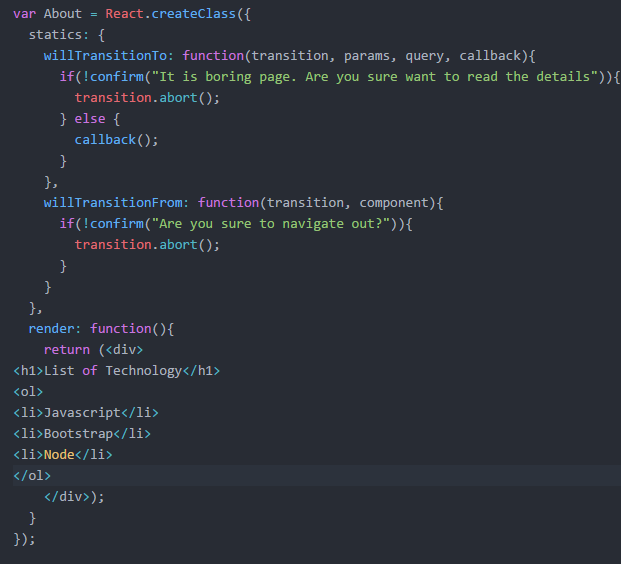 var About = React.createClass({
  statics: {
    willTransitionTo: function(transition, params, query, callback){
      if(!confirm("It is boring page. Are you sure want to read the details")){
        transition.abort();
      } else {
        callback();
      }
    },
    willTransitionFrom: function(transition, component){
      if(!confirm("Are you sure to navigate out?")){
        transition.abort();
      }
    }
  },
  render: function(){
    return (<div>
<h1>List of Technology</h1>
<ol>
<li>Javascript</li>
<li>Bootstrap</li>
<li>Node</li>
</ol>
    </div>);
  }
});